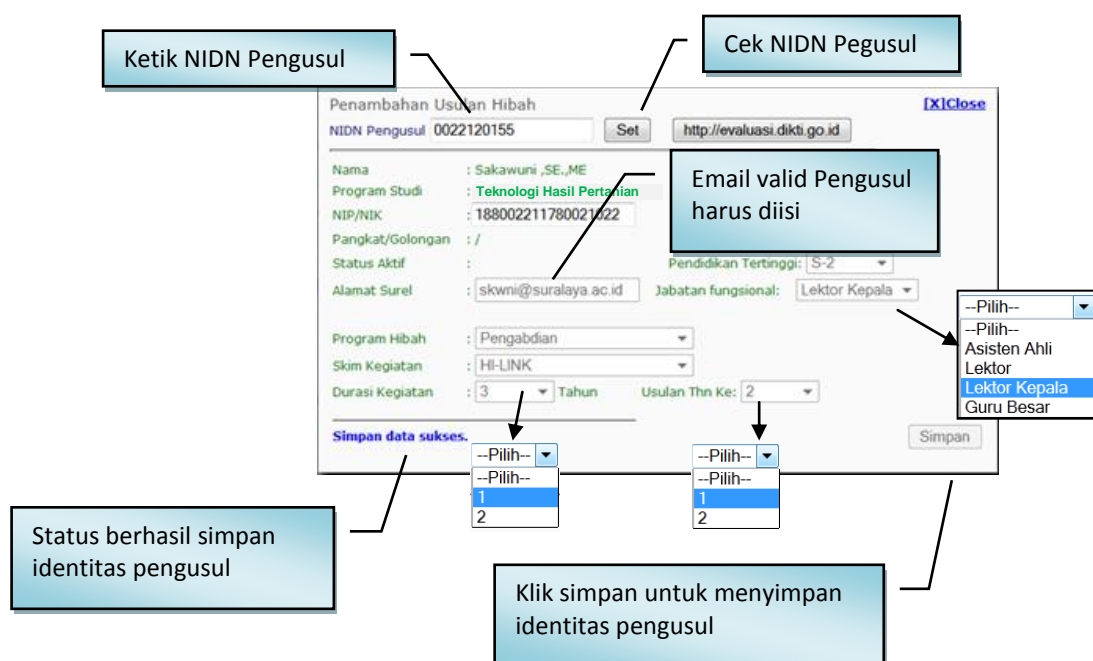 Ketik NIDN Pengusul
Cek NIDN Pegusul
Penambahan Usulan Hibah
[X]Close
NIDN Pengusul 0022120155 Set http://evaluasi.dikti.go.id
Nama : Sakawuni ,SE.,ME
Program Studi : Teknologi Hasil Pertanian
NIP/NIK : 188002211780021022
Pangkat/Golongan : /
Status Aktif : Pendidikan Tertinggi: S-2
Alamat Surel : skwni@suralaya.ac.id Jabatan fungsional: Lektor Kepala
Email valid Pengusul
harus diisi
--Pilih--
--Pilih--
Asisten Ahli
Lektor
Lektor Kepala
Guru Besar
Program Hibah : Pengabdian
Skim Kegiatan : HI-LINK
Durasi Kegiatan : 3 Tahun Usulan Thn Ke: 2
Simpan data sukses.
Simpan
--Pilih--
--Pilih--
1
2
--Pilih--
--Pilih--
1
2
Status berhasil simpan
identitas pengusul
Klik simpan untuk menyimpan
identitas pengusul